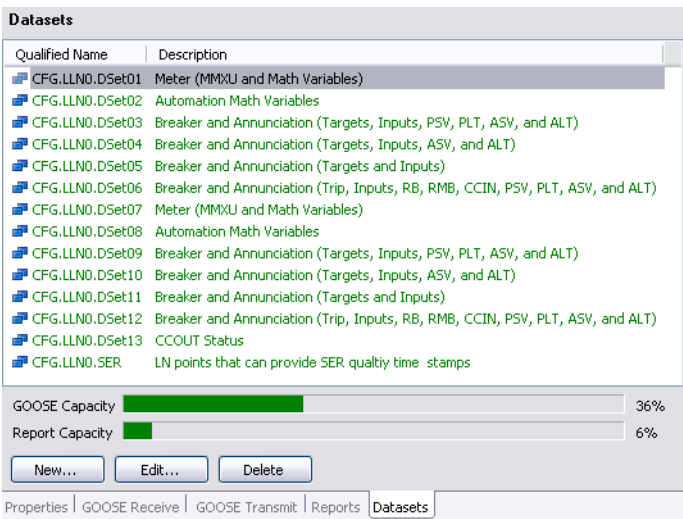 Datasets
Qualified Name Description
CFG.LLN0.DSet01 Meter (MMXU and Math Variables)
CFG.LLN0.DSet02 Automation Math Variables
CFG.LLN0.DSet03 Breaker and Annunciation (Targets, Inputs, PSV, PLT, ASV, and ALT)
CFG.LLN0.DSet04 Breaker and Annunciation (Targets, Inputs, ASV, and ALT)
CFG.LLN0.DSet05 Breaker and Annunciation (Targets and Inputs)
CFG.LLN0.DSet06 Breaker and Annunciation (Trip, Inputs, RB, RMB, CCIN, PSV, PLT, ASV, and ALT)
CFG.LLN0.DSet07 Meter (MMXU and Math Variables)
CFG.LLN0.DSet08 Automation Math Variables
CFG.LLN0.DSet09 Breaker and Annunciation (Targets, Inputs, PSV, PLT, ASV, and ALT)
CFG.LLN0.DSet10 Breaker and Annunciation (Targets, Inputs, ASV, and ALT)
CFG.LLN0.DSet11 Breaker and Annunciation (Targets and Inputs)
CFG.LLN0.DSet12 Breaker and Annunciation (Trip, Inputs, RB, RMB, CCIN, PSV, PLT, ASV, and ALT)
CFG.LLN0.DSet13 CCOUT Status
CFG.LLN0.SER LN points that can provide SER qualtiy time stamps
GOOSE Capacity 36%
Report Capacity 6%
New... Edit... Delete
Properties GOOSE Receive GOOSE Transmit Reports Datasets